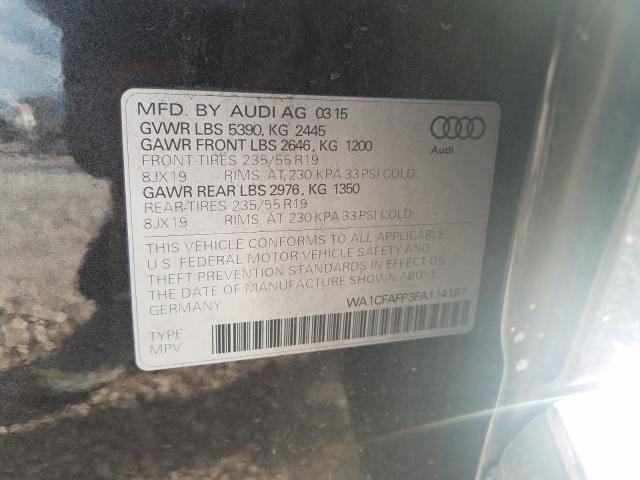 MFD. BY AUDI AG 03 15
GVWR LBS 5390, KG 2445
GAWR FRONT LBS 2646, KG 1200
FRONT-TIRES 235/55 R19
8JX19 RIMS, AT, 230 KPA 33 PSI COLD
GAWR REAR LBS 2976, KG 1350
REAR-TIRES 235/55 R19
8JX19 RIMS, AT 230 KPA 33 PSI COLD
Audi
THIS VEHICLE CONFORMS TO ALL APPLICABLE
U.S. FEDERAL MOTOR VEHICLE SAFETY AND
THEFT PREVENTION STANDARDS IN EFFECT ON
THE DATE OF MANUFACTURE SHOWN ABOVE
GERMANY
WA1CFAFP3FA114187
TYPE
MPV